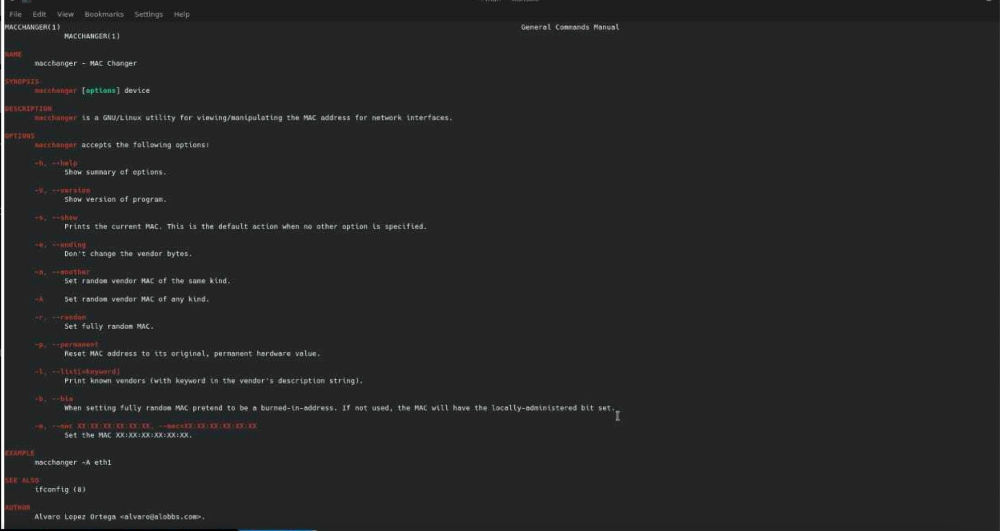 File Edit View Bookmarks Settings Help
MACCHANGER(1) General Commands Manual
MACCHANGER(1)
NAME
macchanger - MAC Changer
SYNOPSIS
macchanger [options] device
DESCRIPTION
macchanger is a GNU/Linux utility for viewing/manipulating the MAC address for network interfaces.
OPTIONS
macchanger accepts the following options:
-h, --help
Show summary of options.
-V, --version
Show version of program.
-s, --show
Prints the current MAC. This is the default action when no other option is specified.
-e, --ending
Don't change the vendor bytes.
-a, --another
Set random vendor MAC of the same kind.
-A Set random vendor MAC of any kind.
-r, --random
Set fully random MAC.
-p, --permanent
Reset MAC address to its original, permanent hardware value.
-l, --list[=keyword]
Print known vendors (with keyword in the vendor's description string).
-b, --bia
When setting fully random MAC pretend to be a burned-in-address. If not used, the MAC will have the locally-administered bit set.
-m, --mac XX:XX:XX:XX:XX:XX, --mac=XX:XX:XX:XX:XX:XX
Set the MAC XX:XX:XX:XX:XX:XX.
EXAMPLE
macchanger -A eth1
SEE ALSO
ifconfig (8)
AUTHOR
Alvaro Lopez Ortega <alvaro@alobbs.com>.